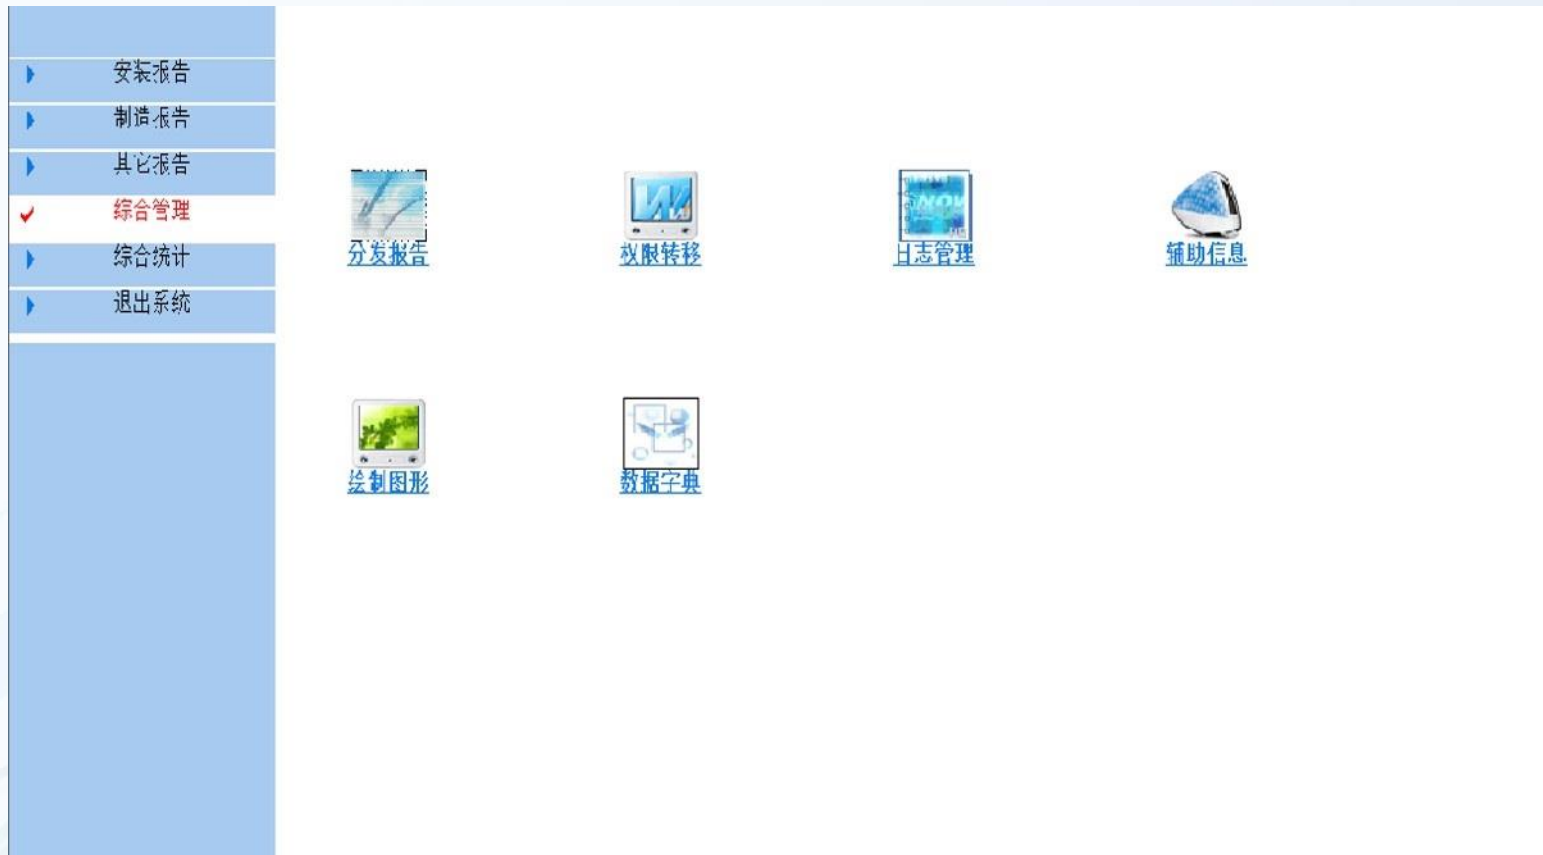 安装报告
制造报告
其它报告
综合管理
综合统计
退出系统
分发报告 权限转移 日志管理 辅助信息
绘制图形 数据字典